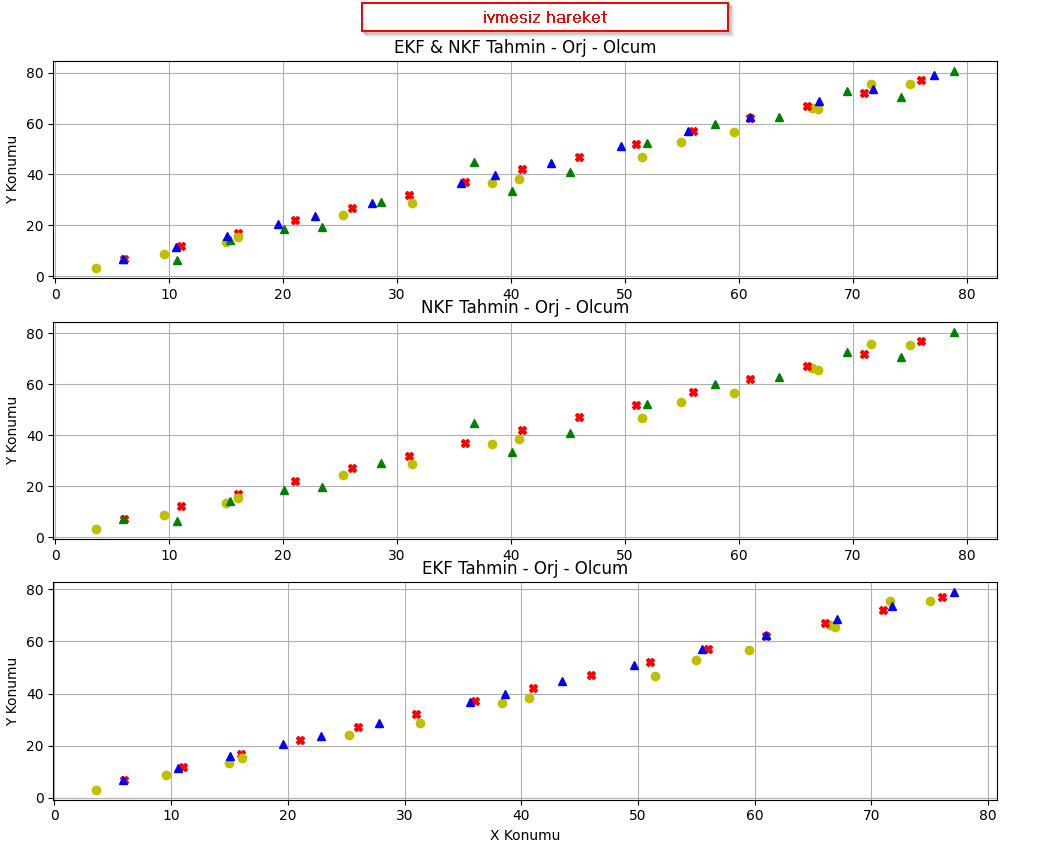 ivmesiz hareket
EKF & NKF Tahmin - Orj - Olcum
Y Konumu
80
60
40
20
0
0 10 20 30 40 50 60 70 80
NKF Tahmin - Orj - Olcum
Y Konumu
80
60
40
20
0
0 10 20 30 40 50 60 70 80
EKF Tahmin - Orj - Olcum
Y Konumu
80
60
40
20
0
0 10 20 30 40 50 60 70 80
X Konumu